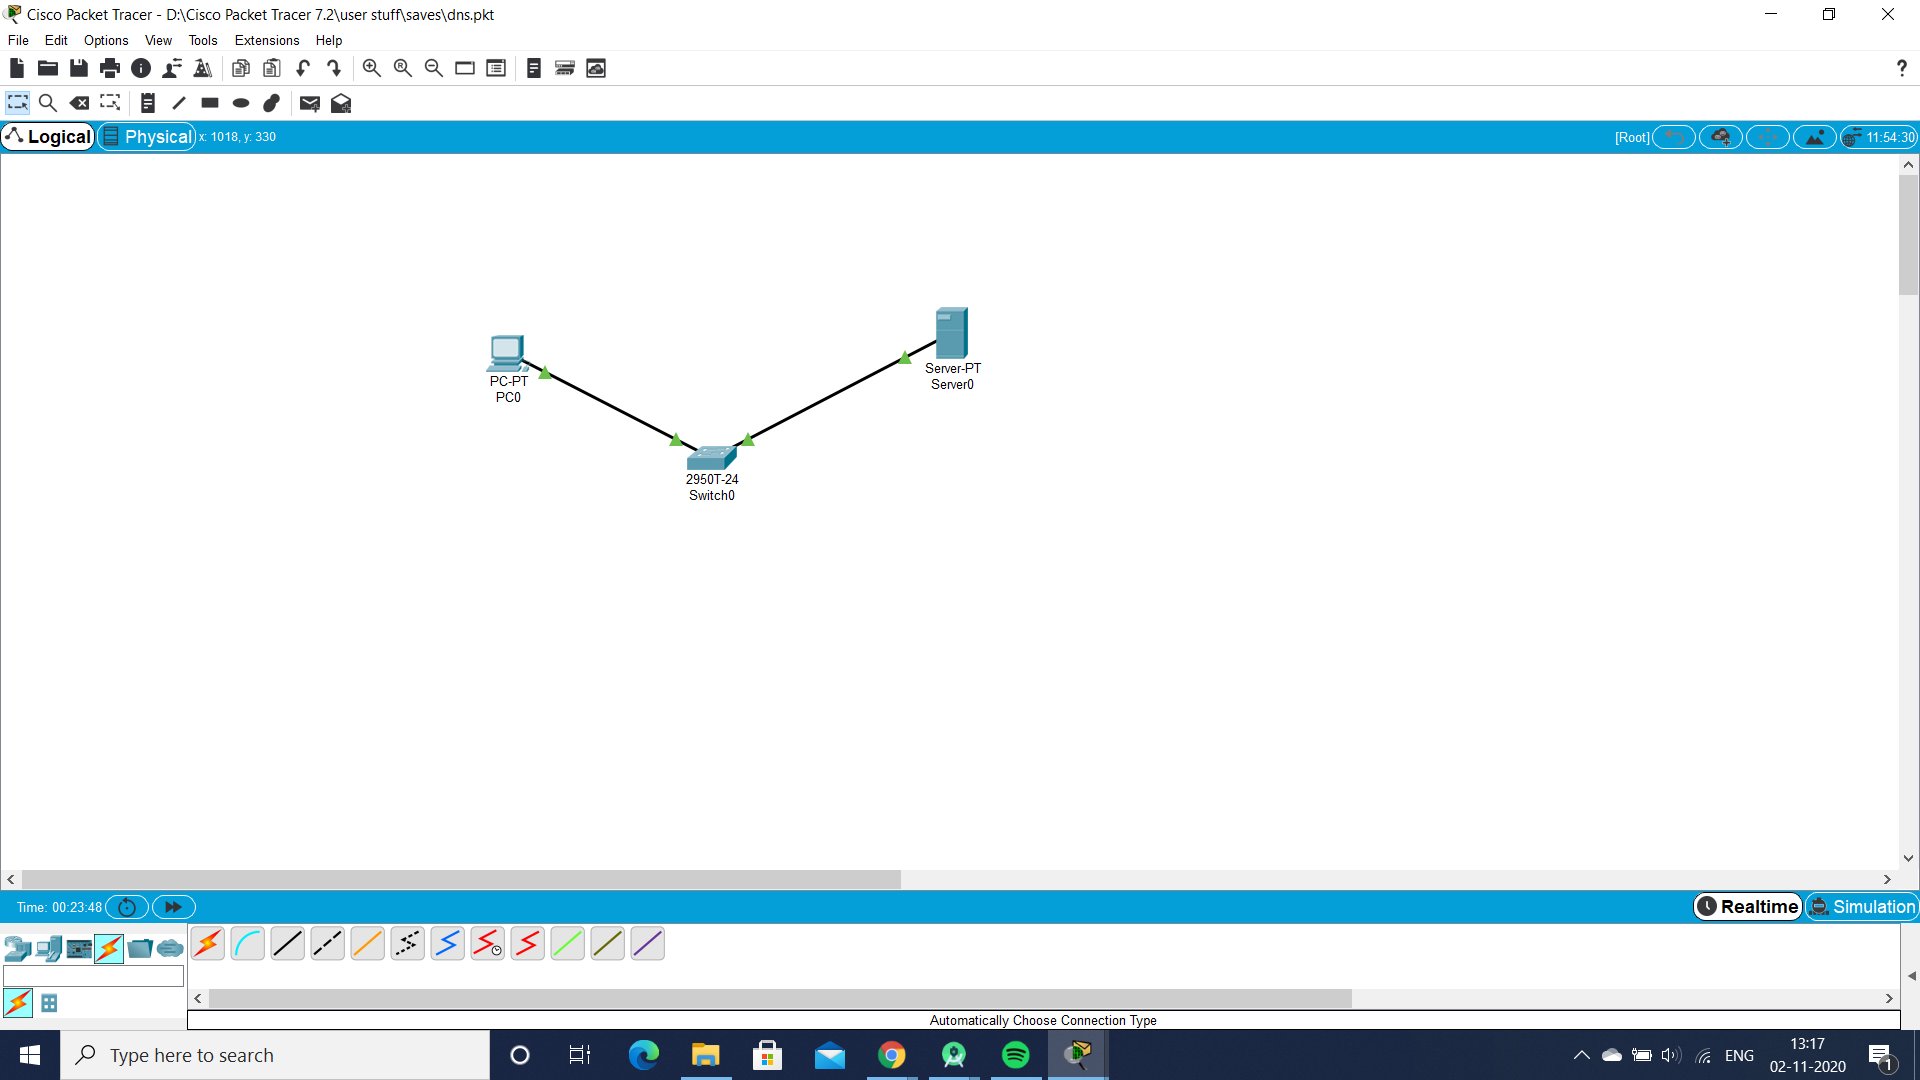 Cisco Packet Tracer - D:\Cisco Packet Tracer 7.2\user stuff\saves\dns.pkt
File Edit Options View Tools Extensions Help
?
Logical Physical x: 1018, y: 330 [Root] 11:54:30
PC-PT
PC0
Server-PT
Server0
2950T-24
Switch0
Time: 00:23:48 Realtime Simulation
Automatically Choose Connection Type
Type here to search
ENG
13:17
02-11-2020
1